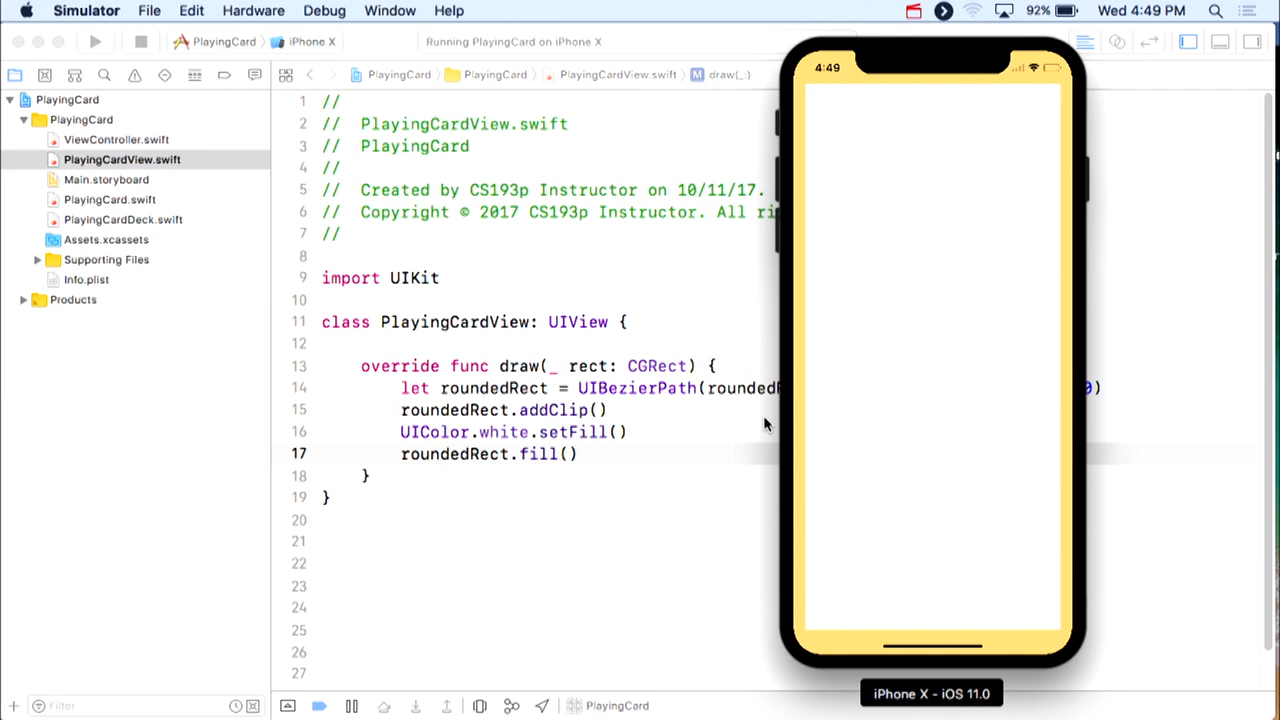 Simulator File Edit Hardware Debug Window Help 92% Wed 4:49 PM
PlayingCard iPhone X Running PlayingCard on iPhone X
PlayingCard PlayingCard PlayingCardView.swift M draw(_:)
PlayingCard
PlayingCard
ViewController.swift
PlayingCardView.swift
Main.storyboard
PlayingCard.swift
PlayingCardDeck.swift
Assets.xcassets
Supporting Files
Info.plist
Products
Filter
1 //
2 // PlayingCardView.swift
3 // PlayingCard
4 //
5 // Created by CS193p Instructor on 10/11/17.
6 // Copyright © 2017 CS193p Instructor. All
7 //
8
9 import UIKit
10
11 class PlayingCardView: UIView {
12
13 override func draw(_ rect: CGRect) {
14 let roundedRect = UIBezierPath( )
15 roundedRect.addClip()
16 UIColor.white.setFill()
17 roundedRect.fill()
18 }
19 }
20
21
22
23
24
25
26
27
PlayingCard
4:49
iPhone X - iOS 11.0